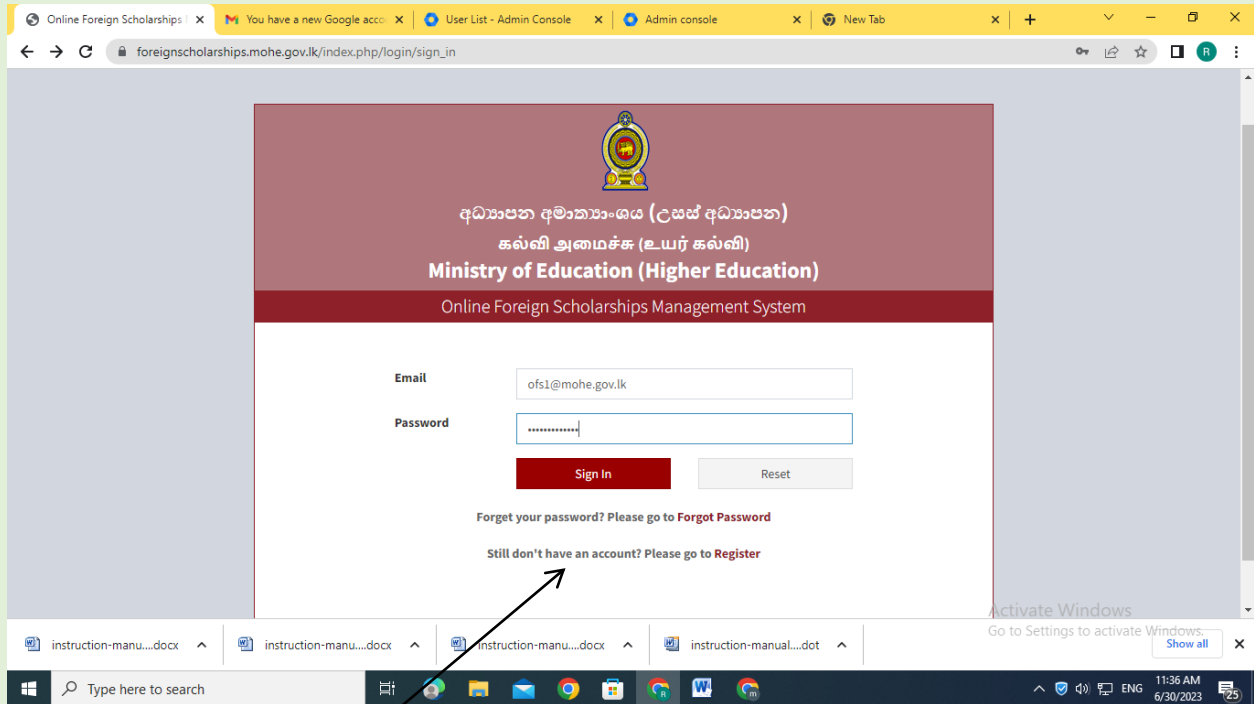 Online Foreign Scholarships
You have a new Google acco
User List - Admin Console
Admin console
New Tab
foreignscholarships.mohe.gov.lk/index.php/login/sign_in
R
අධ්‍යාපන අමාත්‍යාංශය (උසස් අධ්‍යාපන)
கல்வி அமைச்சு (உயர் கல்வி)
Ministry of Education (Higher Education)
Online Foreign Scholarships Management System
Email
ofs1@mohe.gov.lk
Password
Sign In
Reset
Forget your password? Please go to Forgot Password
Still don't have an account? Please go to Register
Activate Windows
Go to Settings to activate Windows.
instruction-manu....docx
instruction-manu....docx
instruction-manu....docx
instruction-manual....dot
Show all
Type here to search
ENG
11:36 AM
6/30/2023
25